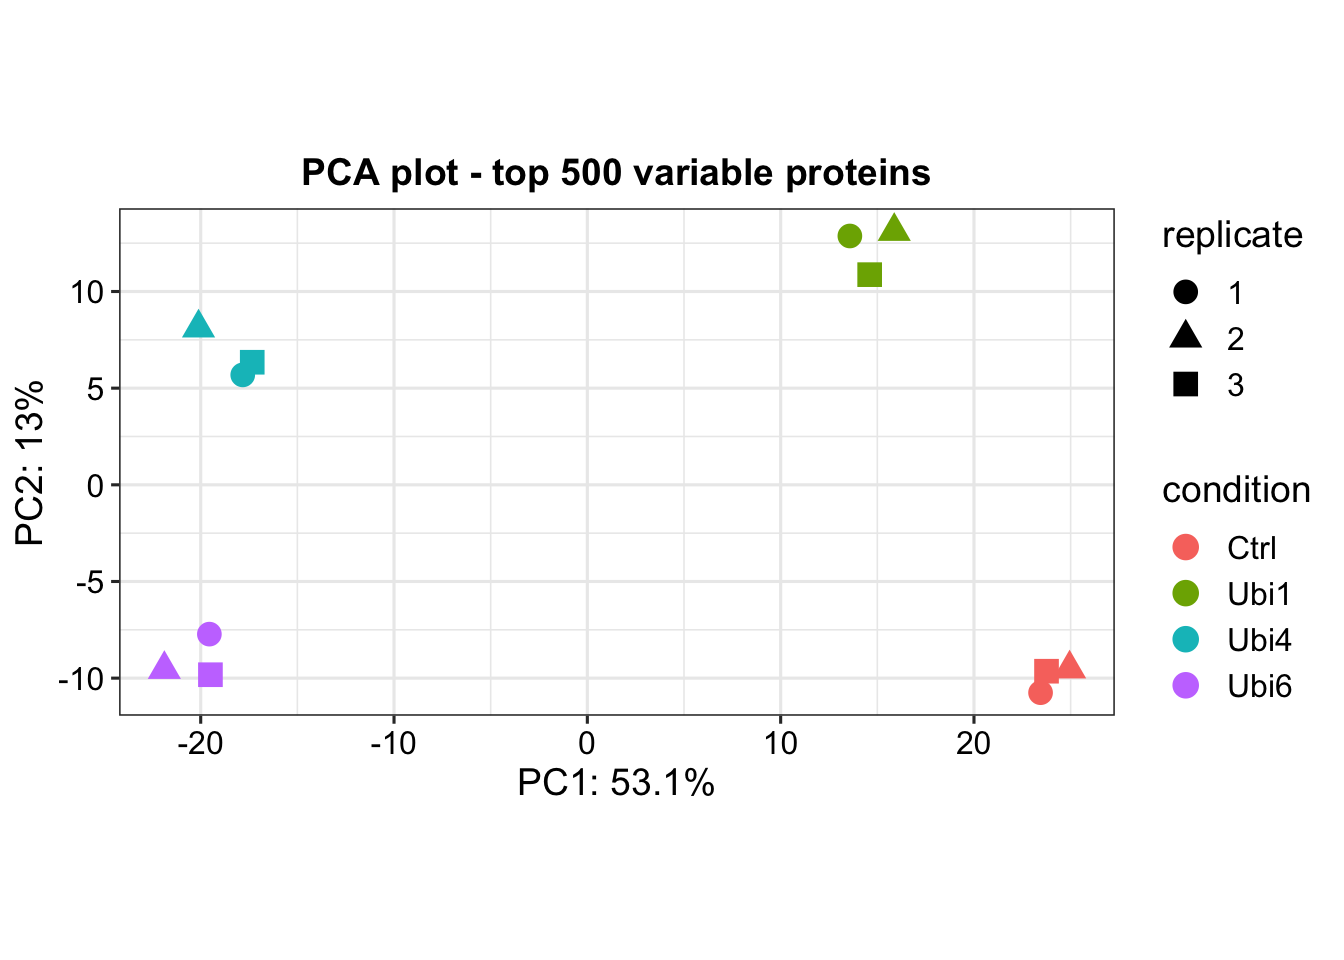 PCA plot - top 500 variable proteins
replicate
1
2
3
condition
Ctrl
Ubi1
Ubi4
Ubi6
10
5
0
-5
-10
PC2: 13%
-20
-10
0
10
20
PC1: 53.1%